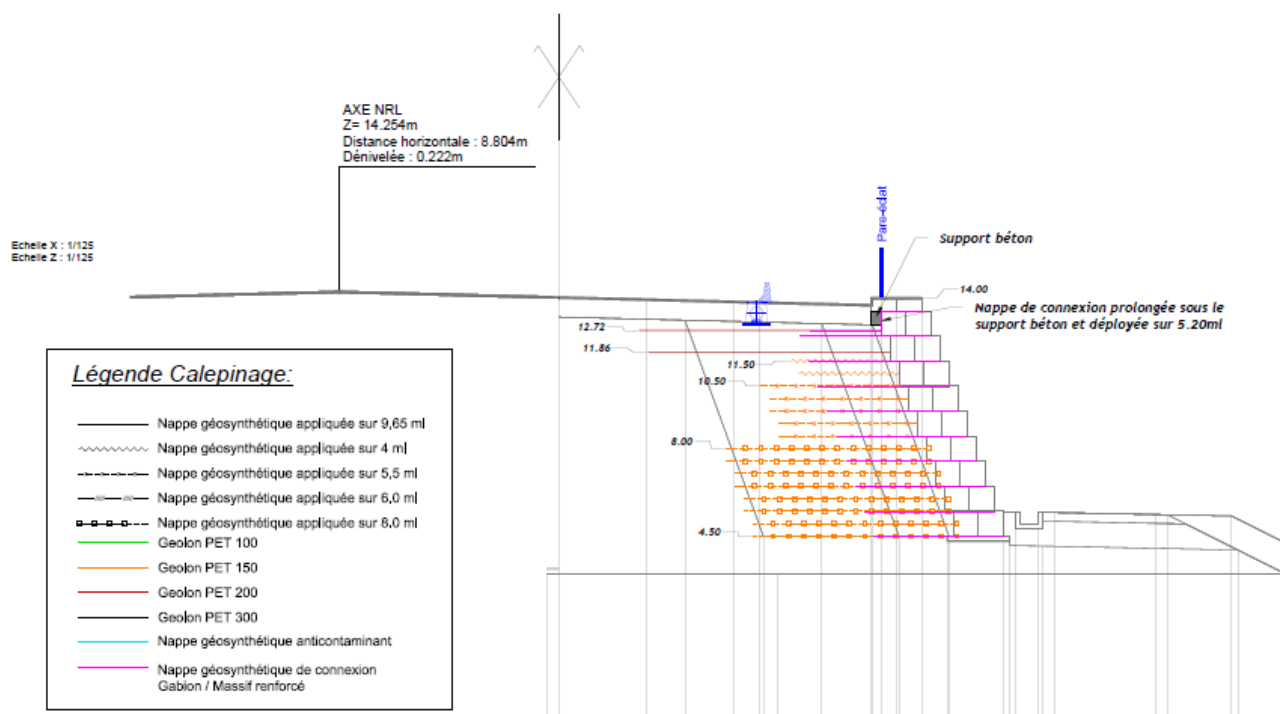 AXE NRL
Z= 14.254m
Distance horizontale : 8.804m
Dénivelée : 0.222m
Echelle X : 1/125
Echelle Z : 1/125
Pare-éclat
Support béton
14.00
Nappe de connexion prolongée sous le
support béton et déployée sur 5.20ml
12.72
11.86
11.50
10.50
8.00
4.50
Légende Calepinage:
Nappe géosynthétique appliquée sur 9,65 ml
Nappe géosynthétique appliquée sur 4 ml
Nappe géosynthétique appliquée sur 5,5 ml
Nappe géosynthétique appliquée sur 6,0 ml
Nappe géosynthétique appliquée sur 8,0 ml
Geolon PET 100
Geolon PET 150
Geolon PET 200
Geolon PET 300
Nappe géosynthétique anticontaminant
Nappe géosynthétique de connexion
Gabion / Massif renforcé